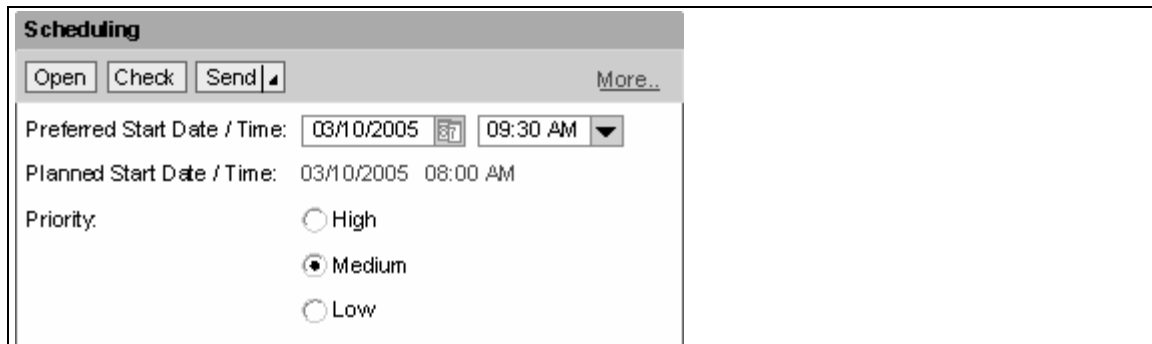 Scheduling
Open Check Send More..
Preferred Start Date / Time: 03/10/2005 09:30 AM
Planned Start Date / Time: 03/10/2005 08:00 AM
Priority: High
Medium
Low